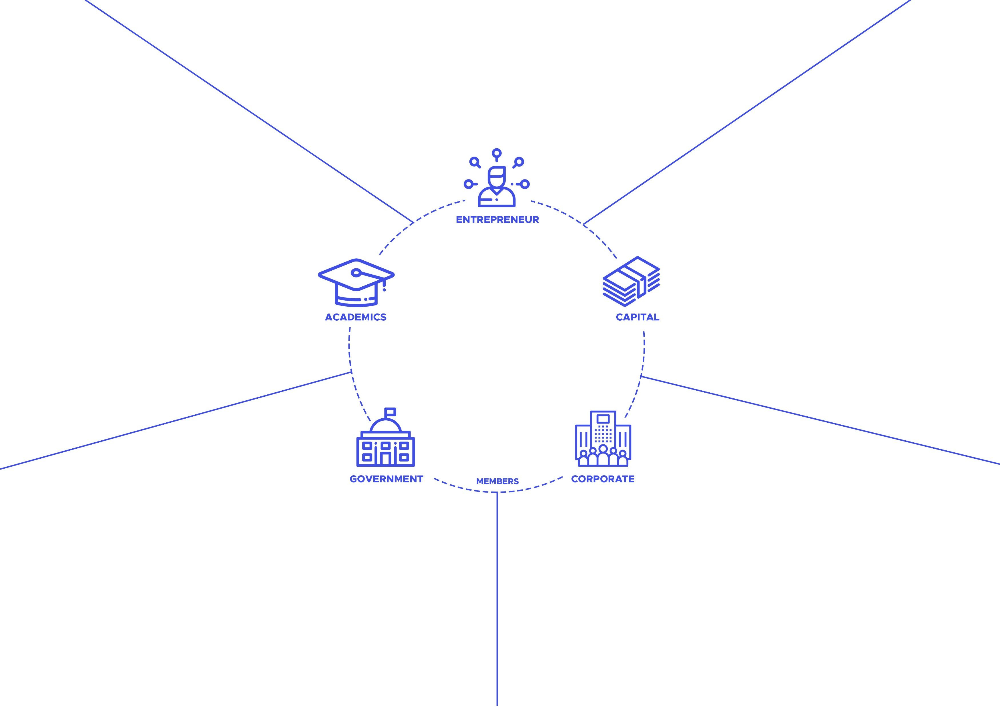 ENTREPRENEUR
ACADEMICS
CAPITAL
GOVERNMENT
MEMBERS
CORPORATE